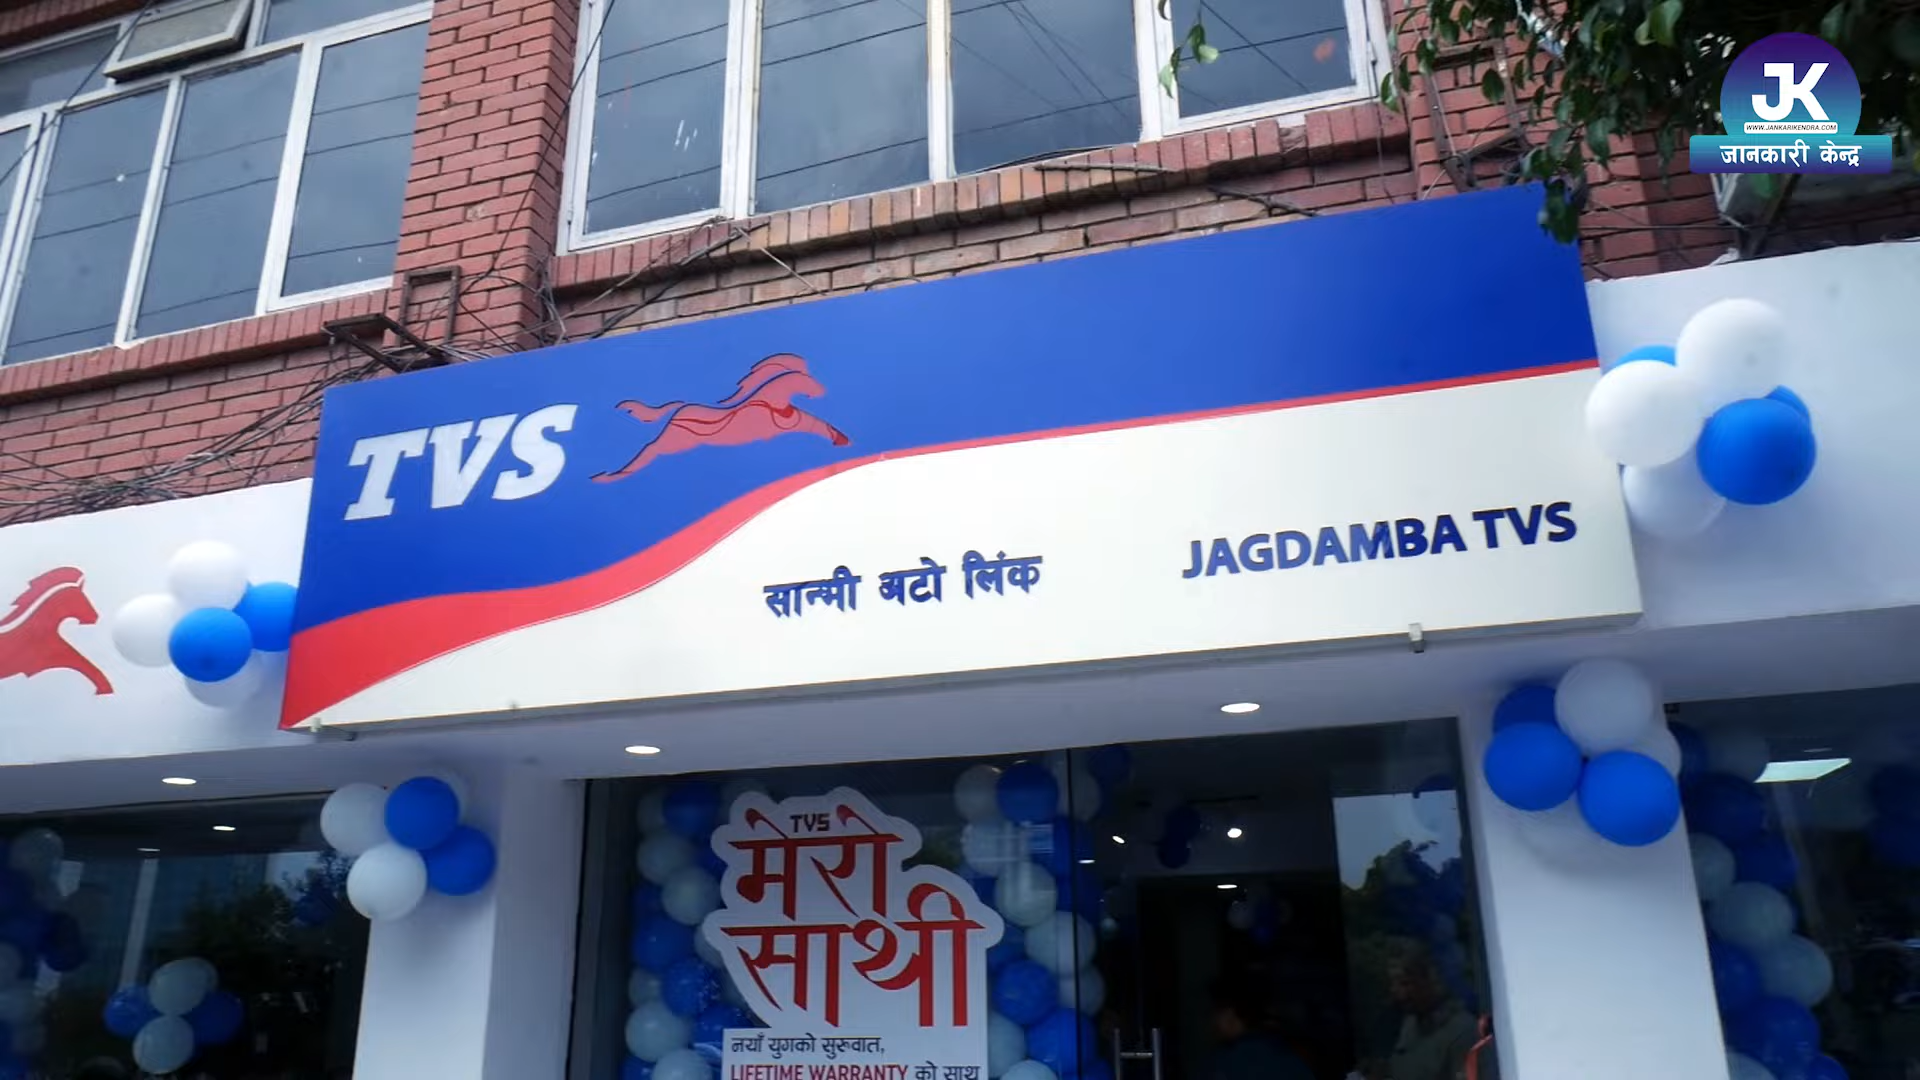 JK
WWW.JANKARIKENDRA.COM
जानकारी केन्द्र
TVS
सान्भी अटो लिंक
JAGDAMBA TVS
TVS
मेरो
साथी
नयाँ युगको सुरुवात,
LIFETIME WARRANTY को साथ